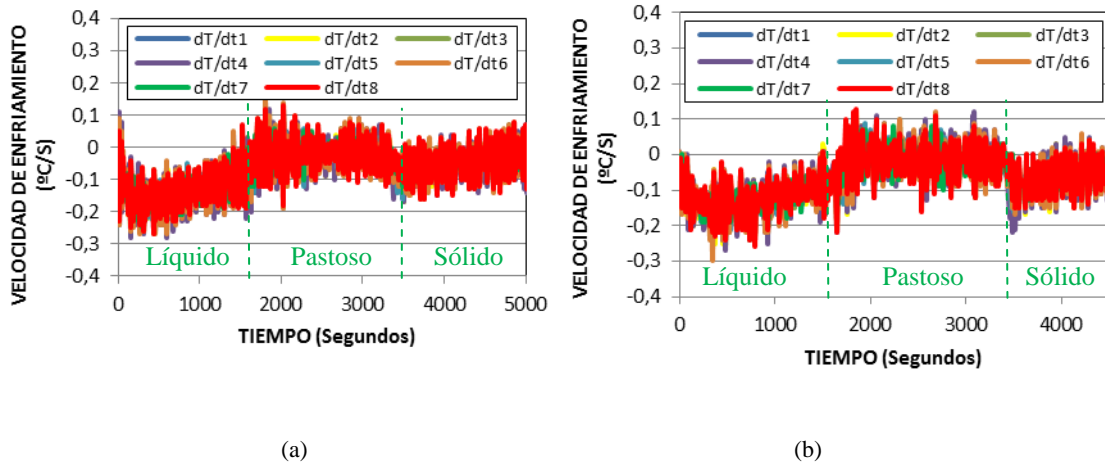 VELOCIDAD DE ENFRIAMIENTO
(ºC/S)
0,4
0,3
0,2
0,1
0
-0,1
-0,2
-0,3
-0,4
dT/dt1 dT/dt2 dT/dt3
dT/dt4 dT/dt5 dT/dt6
dT/dt7 dT/dt8
Líquido Pastoso Sólido
0 1000 2000 3000 4000 5000
TIEMPO (Segundos)
(a)
VELOCIDAD DE ENFRIAMIENTO
(ºC/S)
0,4
0,3
0,2
0,1
0
-0,1
-0,2
-0,3
-0,4
dT/dt1 dT/dt2 dT/dt3
dT/dt4 dT/dt5 dT/dt6
dT/dt7 dT/dt8
Líquido Pastoso Sólido
0 1000 2000 3000 4000
TIEMPO (Segundos)
(b)